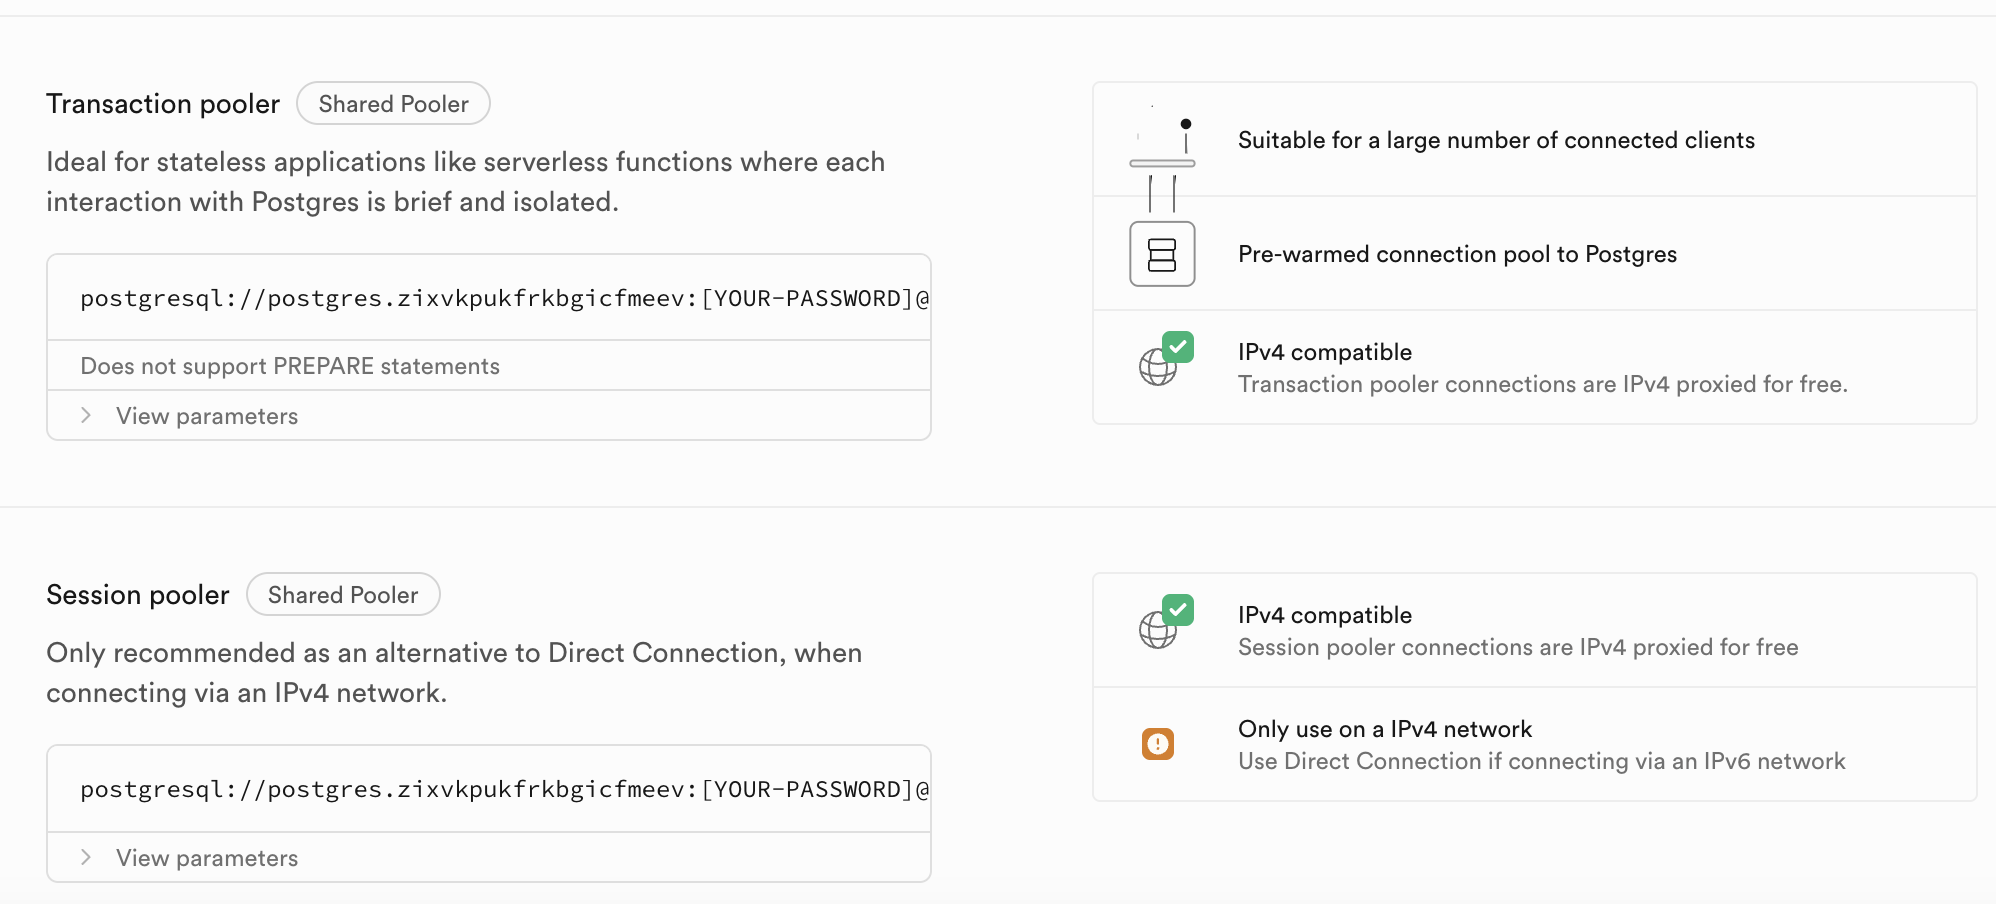 Transaction pooler
Shared Pooler
Ideal for stateless applications like serverless functions where each
interaction with Postgres is brief and isolated.
postgresql://postgres.zixvkpukfrkbgicfmeev:[YOUR-PASSWORD]@
Does not support PREPARE statements
View parameters
Suitable for a large number of connected clients
Pre-warmed connection pool to Postgres
IPv4 compatible
Transaction pooler connections are IPv4 proxied for free.
Session pooler
Shared Pooler
Only recommended as an alternative to Direct Connection, when
connecting via an IPv4 network.
postgresql://postgres.zixvkpukfrkbgicfmeev:[YOUR-PASSWORD]@
View parameters
IPv4 compatible
Session pooler connections are IPv4 proxied for free
Only use on a IPv4 network
Use Direct Connection if connecting via an IPv6 network